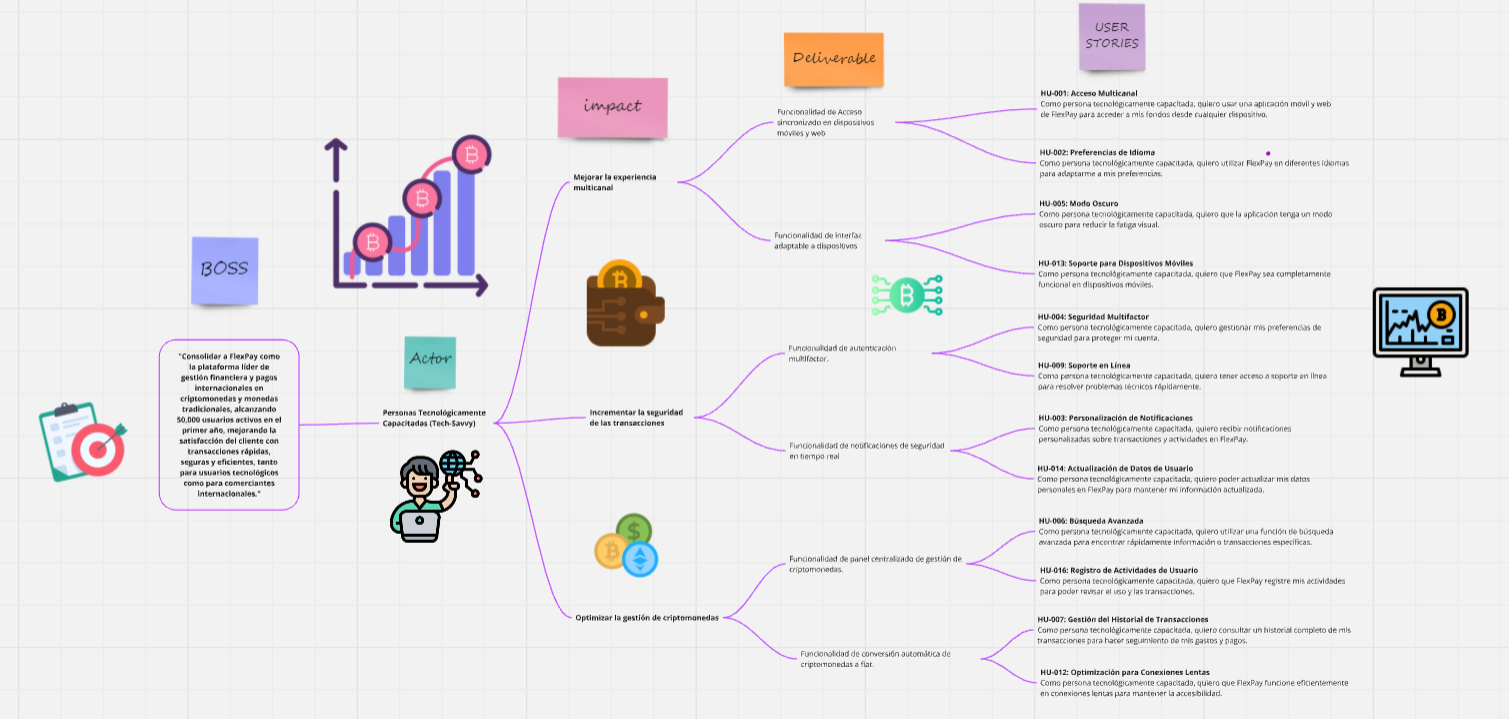 BOSS
"Consolidar a FlexPay como
la plataforma líder de
gestión financiera y pagos
internacionales en
criptomonedas y monedas
tradicionales, alcanzando
50,000 usuarios activos en el
primer año, mejorando la
satisfacción del cliente con
transacciones rápidas,
seguras y eficientes, tanto
para usuarios tecnológicos
como para comerciantes
internacionales."
Actor
Personas Tecnológicamente
Capacitadas (Tech-Savvy)
impact
Mejorar la experiencia
multicanal
Incrementar la seguridad
de las transacciones
Optimizar la gestión de criptomonedas
Deliverable
Funcionalidad de Acceso
sincronizado en dispositivos
móviles y web
Funcionalidad de interfaz
adaptable a dispositivos
Funcionalidad de autenticación
multifactor.
Funcionalidad de notificaciones de seguridad
en tiempo real
Funcionalidad de panel centralizado de gestión de
criptomonedas.
Funcionalidad de conversión automática de
criptomonedas a fiat.
USER
STORIES
HU-001: Acceso Multicanal
Como persona tecnológicamente capacitada, quiero usar una aplicación móvil y web
de FlexPay para acceder a mis fondos desde cualquier dispositivo.
HU-002: Preferencias de Idioma
Como persona tecnológicamente capacitada, quiero utilizar FlexPay en diferentes idiomas
para adaptarme a mis preferencias.
HU-005: Modo Oscuro
Como persona tecnológicamente capacitada, quiero que la aplicación tenga un modo
oscuro para reducir la fatiga visual.
HU-013: Soporte para Dispositivos Móviles
Como persona tecnológicamente capacitada, quiero que FlexPay sea completamente
funcional en dispositivos móviles.
HU-004: Seguridad Multifactor
Como persona tecnológicamente capacitada, quiero gestionar mis preferencias de
seguridad para proteger mi cuenta.
HU-009: Soporte en Línea
Como persona tecnológicamente capacitada, quiero tener acceso a soporte en línea
para resolver problemas técnicos rápidamente.
HU-003: Personalización de Notificaciones
Como persona tecnológicamente capacitada, quiero recibir notificaciones
personalizadas sobre transacciones y actividades en FlexPay.
HU-014: Actualización de Datos de Usuario
Como persona tecnológicamente capacitada, quiero poder actualizar mis datos
personales en FlexPay para mantener mi información actualizada.
HU-006: Búsqueda Avanzada
Como persona tecnológicamente capacitada, quiero utilizar una función de búsqueda
avanzada para encontrar rápidamente información o transacciones específicas.
HU-016: Registro de Actividades de Usuario
Como persona tecnológicamente capacitada, quiero que FlexPay registre mis actividades
para poder revisar el uso y las transacciones.
HU-007: Gestión del Historial de Transacciones
Como persona tecnológicamente capacitada, quiero consultar un historial completo de mis
transacciones para hacer seguimiento de mis gastos y pagos.
HU-012: Optimización para Conexiones Lentas
Como persona tecnológicamente capacitada, quiero que FlexPay funcione eficientemente
en conexiones lentas para mantener la accesibilidad.